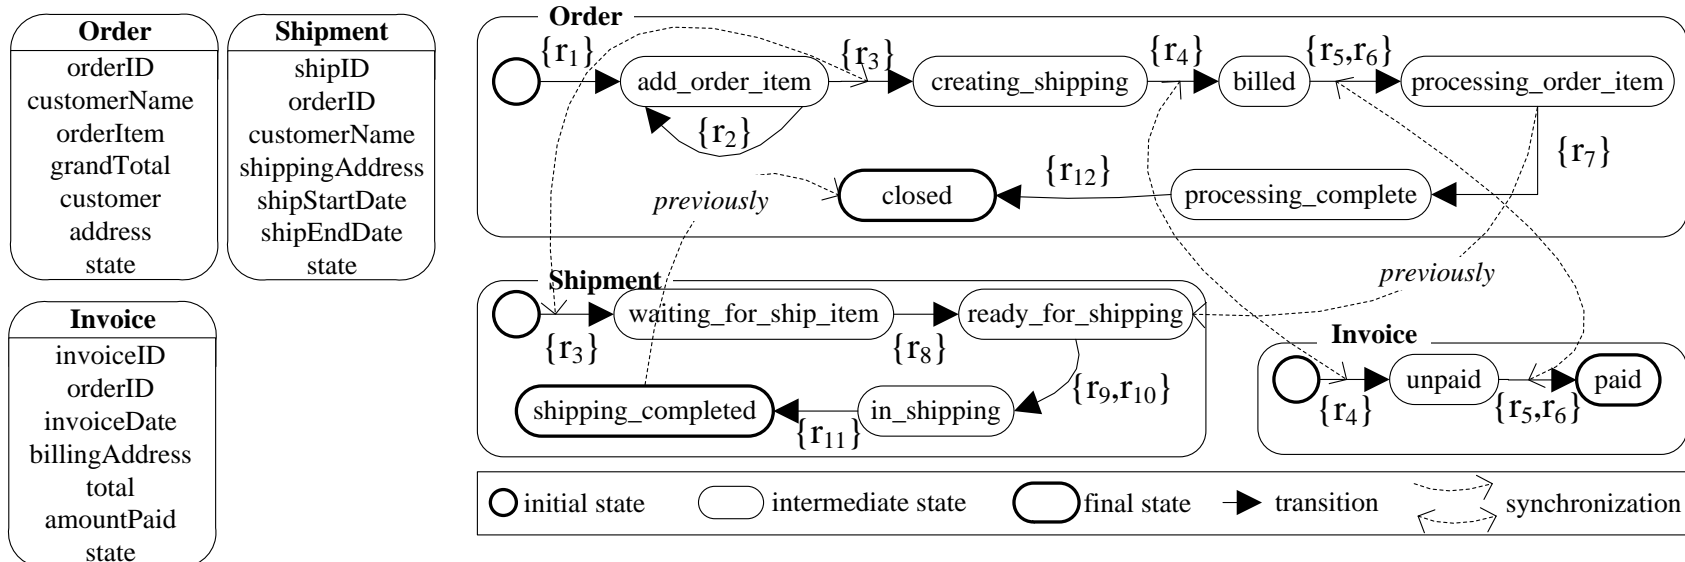 Order
orderID
customerName
orderItem
grandTotal
customer
address
state
Shipment
shipID
orderID
customerName
shippingAddress
shipStartDate
shipEndDate
state
Invoice
invoiceID
orderID
invoiceDate
billingAddress
total
amountPaid
state
Order
{r1} {r3} {r4} {r5,r6}
add_order_item creating_shipping billed processing_order_item
{r2} {r7}
{r12}
closed processing_complete
previously
previously
Shipment
waiting_for_ship_item ready_for_shipping
{r3} {r8}
{r9,r10}
shipping_completed in_shipping
{r11}
Invoice
unpaid paid
{r4} {r5,r6}
initial state intermediate state final state transition synchronization